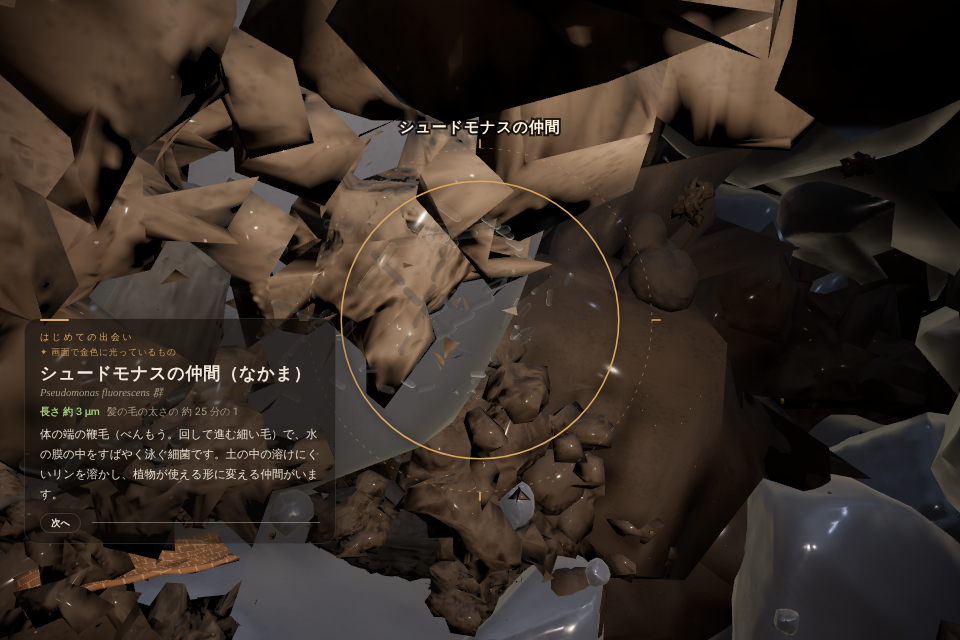 シュードモナスの仲間
はじめての出会い
✦ 画面で金色に光っているもの
シュードモナスの仲間（なかま）
Pseudomonas fluorescens 群
長さ 約 3 µm 髪の毛の太さの 約 25 分の 1
体の端の鞭毛（べんもう。回して進む細い毛）で、水
の膜の中をすばやく泳ぐ細菌です。土の中の溶けにく
いリンを溶かし、植物が使える形に変える仲間がいま
す。
次へ